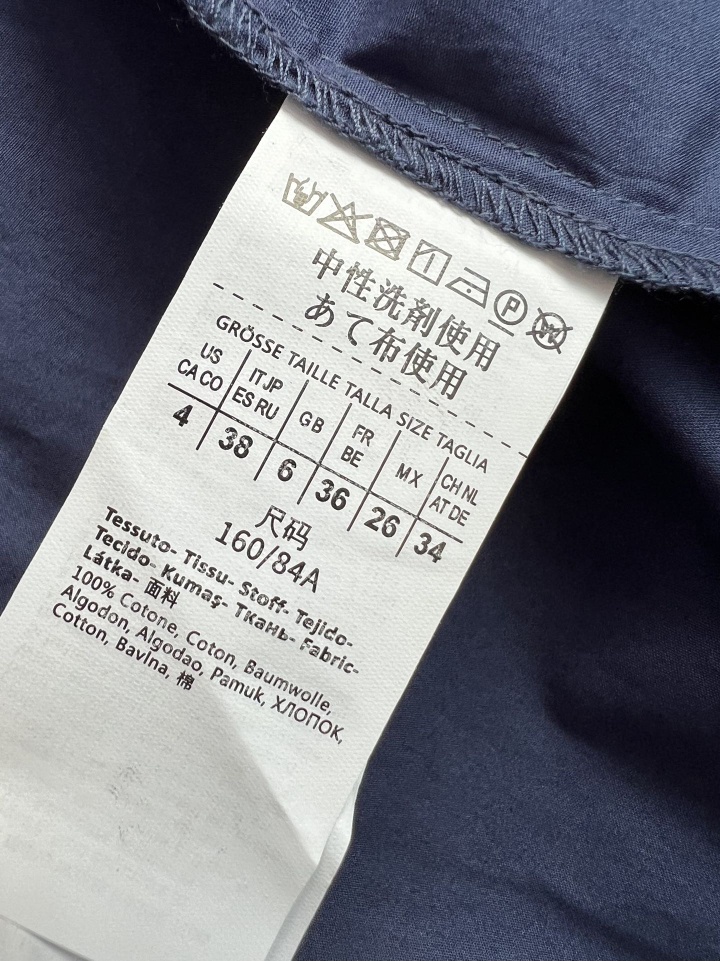 P
中性洗剤使用
あて布使用
GRÖSSE TAILLE TALLA SIZE TAGLIA
US CA CO IT JP ES RU GB FR BE MX CH NL AT DE
4 38 6 36 26 34
尺码
160/84A
Tessuto- Tissu- Stoff- Tejido-
Tecido- Kumaş- Ткань- Fabric-
Látka- 面料
100% Cotone, Coton, Baumwolle,
Algodon, Algodao, Pamuk, ХЛОПОК,
Cotton, Bavlna, 棉